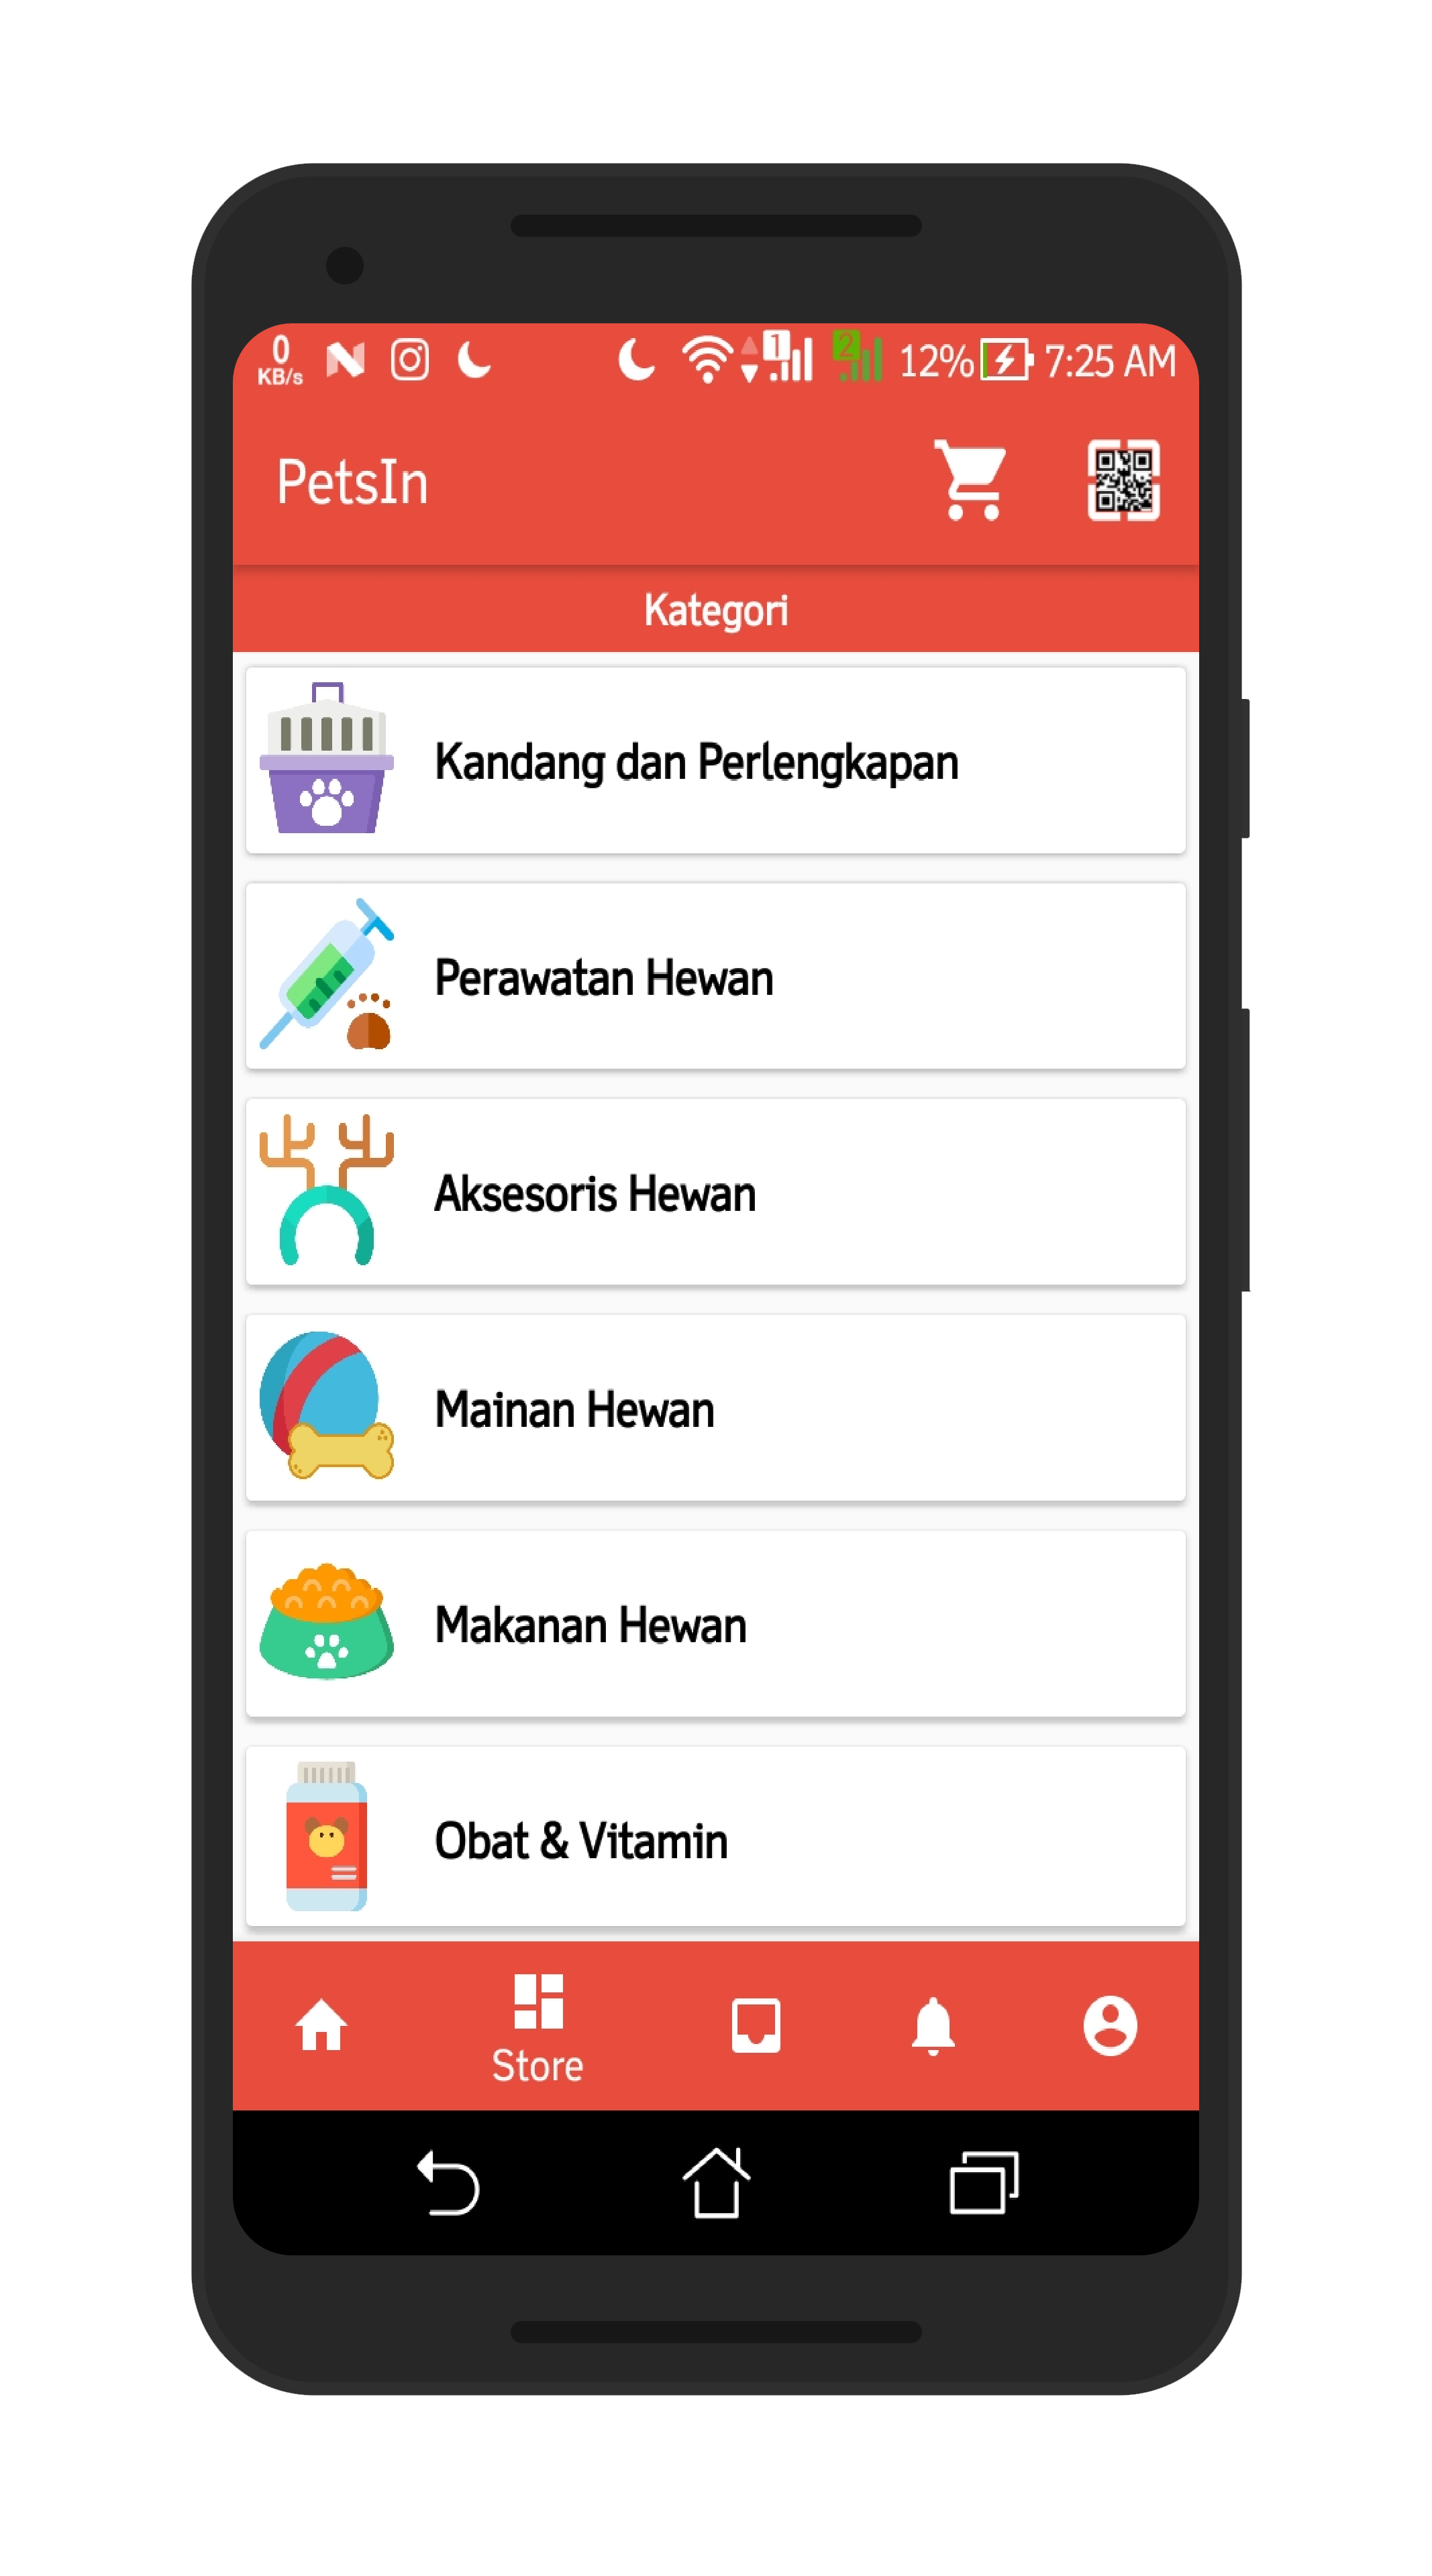 0
KB/s
1
2
12%
7:25 AM
PetsIn
Kategori
Kandang dan Perlengkapan
Perawatan Hewan
Aksesoris Hewan
Mainan Hewan
Makanan Hewan
Obat & Vitamin
Store